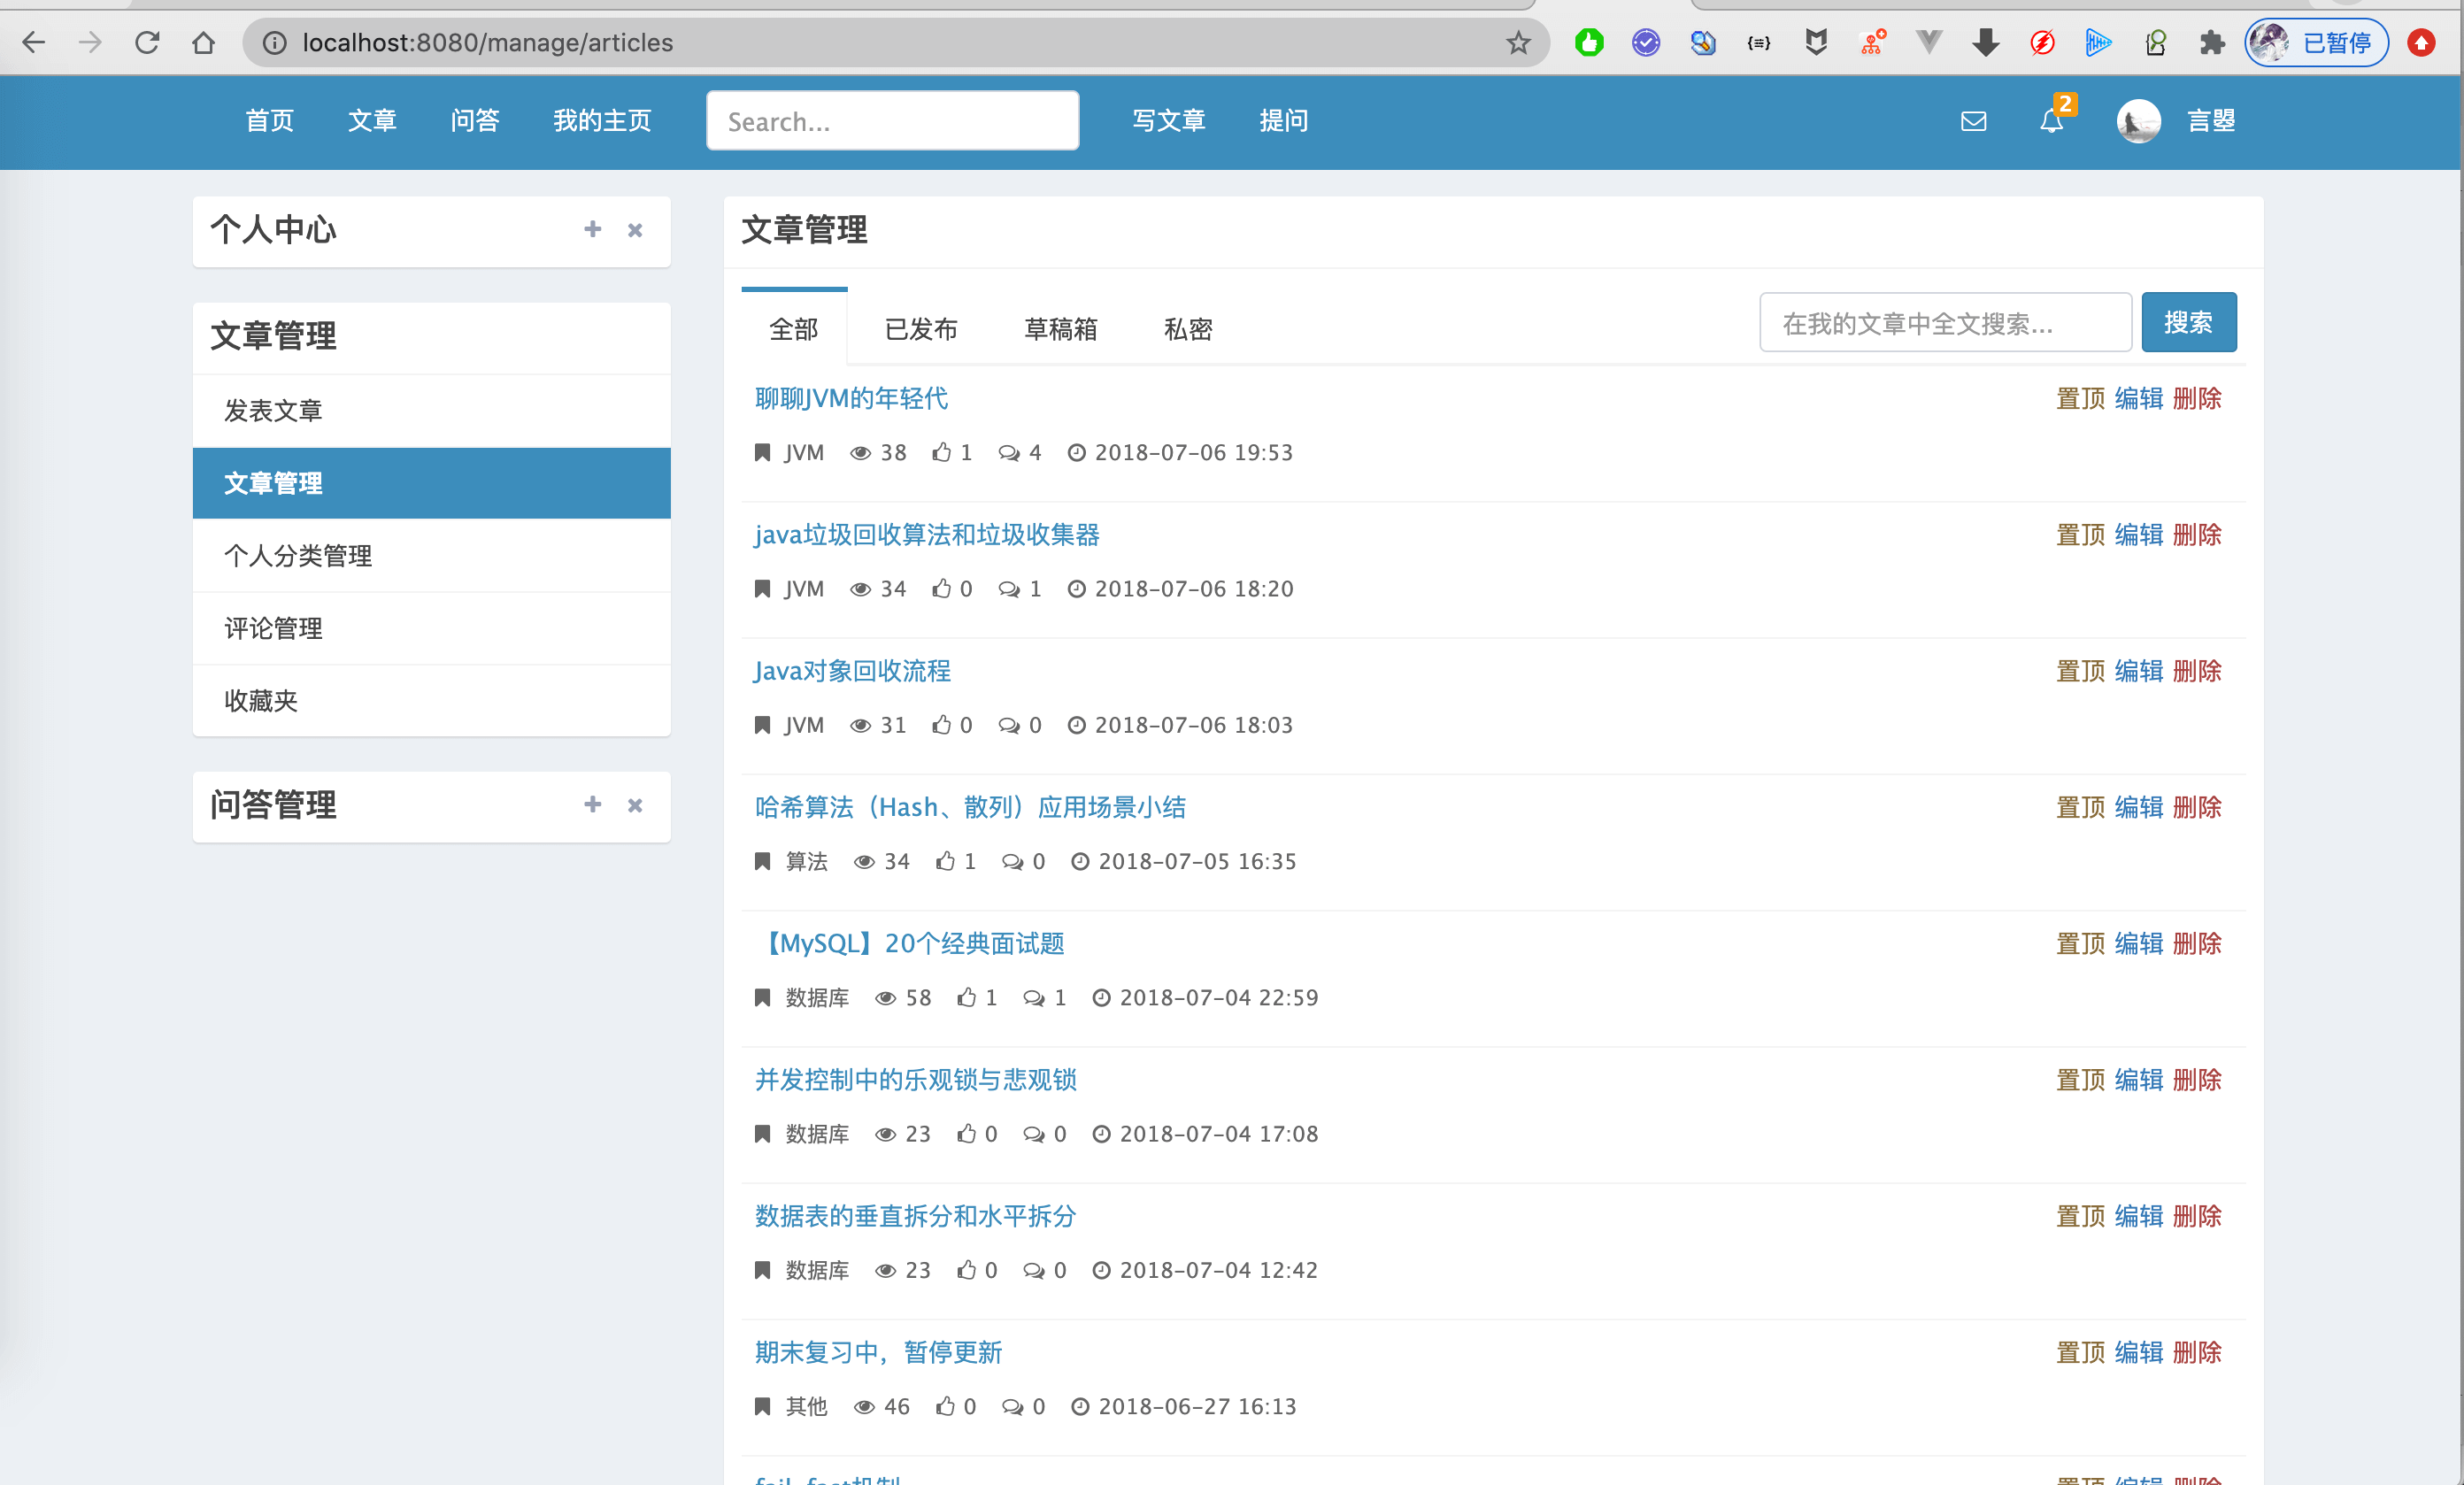 localhost:8080/manage/articles
已暂停
首页 文章 问答 我的主页 Search... 写文章 提问 2 言曌
个人中心
文章管理
发表文章
文章管理
个人分类管理
评论管理
收藏夹
问答管理
文章管理
全部 已发布 草稿箱 私密 在我的文章中全文搜索... 搜索
聊聊JVM的年轻代 置顶 编辑 删除
JVM 38 1 4 2018-07-06 19:53
java垃圾回收算法和垃圾收集器 置顶 编辑 删除
JVM 34 0 1 2018-07-06 18:20
Java对象回收流程 置顶 编辑 删除
JVM 31 0 0 2018-07-06 18:03
哈希算法（Hash、散列）应用场景小结 置顶 编辑 删除
算法 34 1 0 2018-07-05 16:35
【MySQL】20个经典面试题 置顶 编辑 删除
数据库 58 1 1 2018-07-04 22:59
并发控制中的乐观锁与悲观锁 置顶 编辑 删除
数据库 23 0 0 2018-07-04 17:08
数据表的垂直拆分和水平拆分 置顶 编辑 删除
数据库 23 0 0 2018-07-04 12:42
期末复习中，暂停更新 置顶 编辑 删除
其他 46 0 0 2018-06-27 16:13
fail-fast机制 置顶 编辑 删除